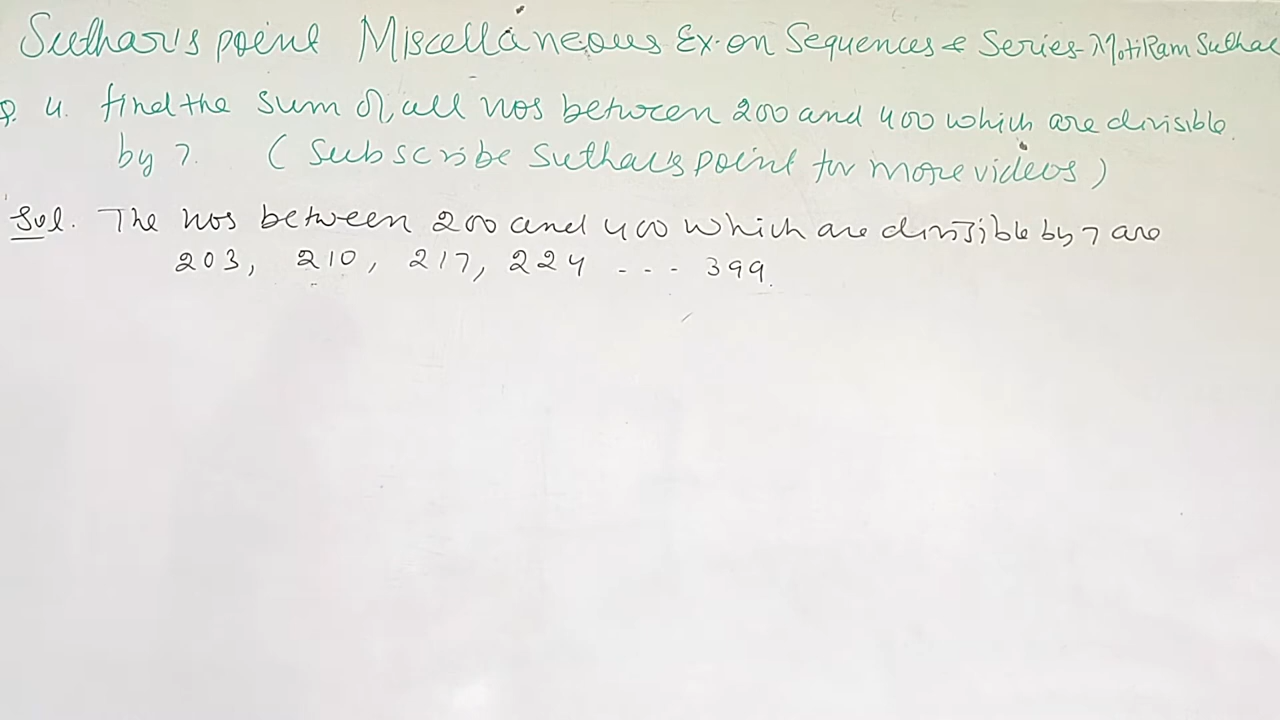 Suthar's point Miscellaneous Ex. on Sequences & Series - MotiRam Suthar
Q. 4. find the sum of all nos between 200 and 400 which are divisible
by 7. (Subscribe Suthar's point for more videos)
Sol. The nos between 200 and 400 which are divisible by 7 are
203, 210, 217, 224 --- 399.